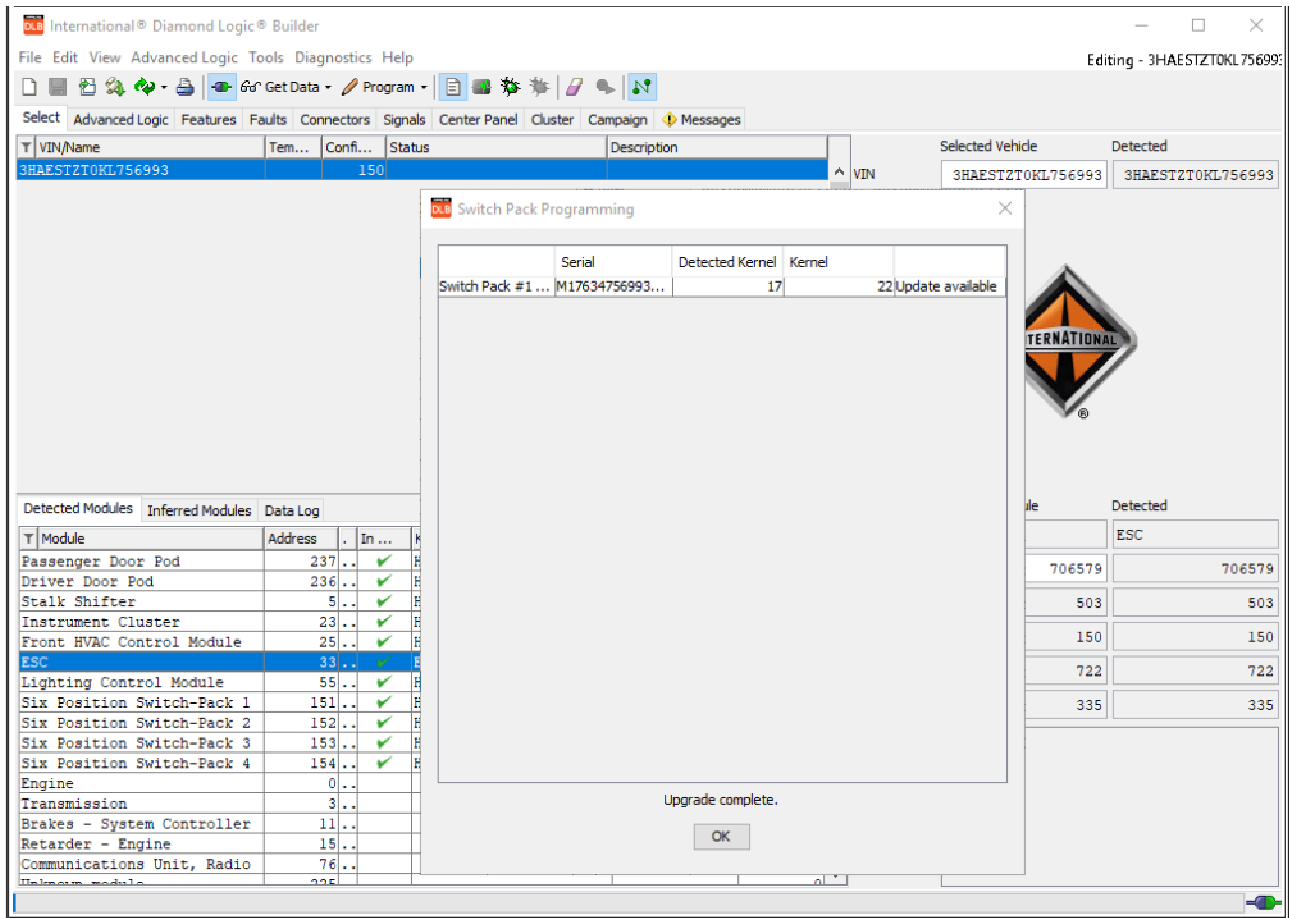 International® Diamond Logic® Builder
File Edit View Advanced Logic Tools Diagnostics Help
Editing - 3HAESTZT0KL756993
Get Data Program
Select Advanced Logic Features Faults Connectors Signals Center Panel Cluster Campaign Messages
VIN/Name Tem... Confi... Status Description
Selected Vehicle Detected
3HAESTZT0KL756993 150
VIN 3HAESTZT0KL756993 3HAESTZT0KL756993
DLB Switch Pack Programming
Serial Detected Kernel Kernel
Switch Pack #1 ... M17634756993... 17 22 Update available
TERNATIONAL
®
Detected Modules Inferred Modules Data Log
Detected
Module Address . In ...
ESC
Passenger Door Pod 237 ..
706579 706579
Driver Door Pod 236 ..
Stalk Shifter 5 ..
503 503
Instrument Cluster 23 ..
Front HVAC Control Module 25 ..
150 150
ESC 33 ..
722 722
Lighting Control Module 55 ..
Six Position Switch-Pack 1 151 ..
335 335
Six Position Switch-Pack 2 152 ..
Six Position Switch-Pack 3 153 ..
Six Position Switch-Pack 4 154 ..
Engine 0 ..
Transmission 3 ..
Upgrade complete.
Brakes - System Controller 11 ..
OK
Retarder - Engine 15 ..
Communications Unit, Radio 76 ..